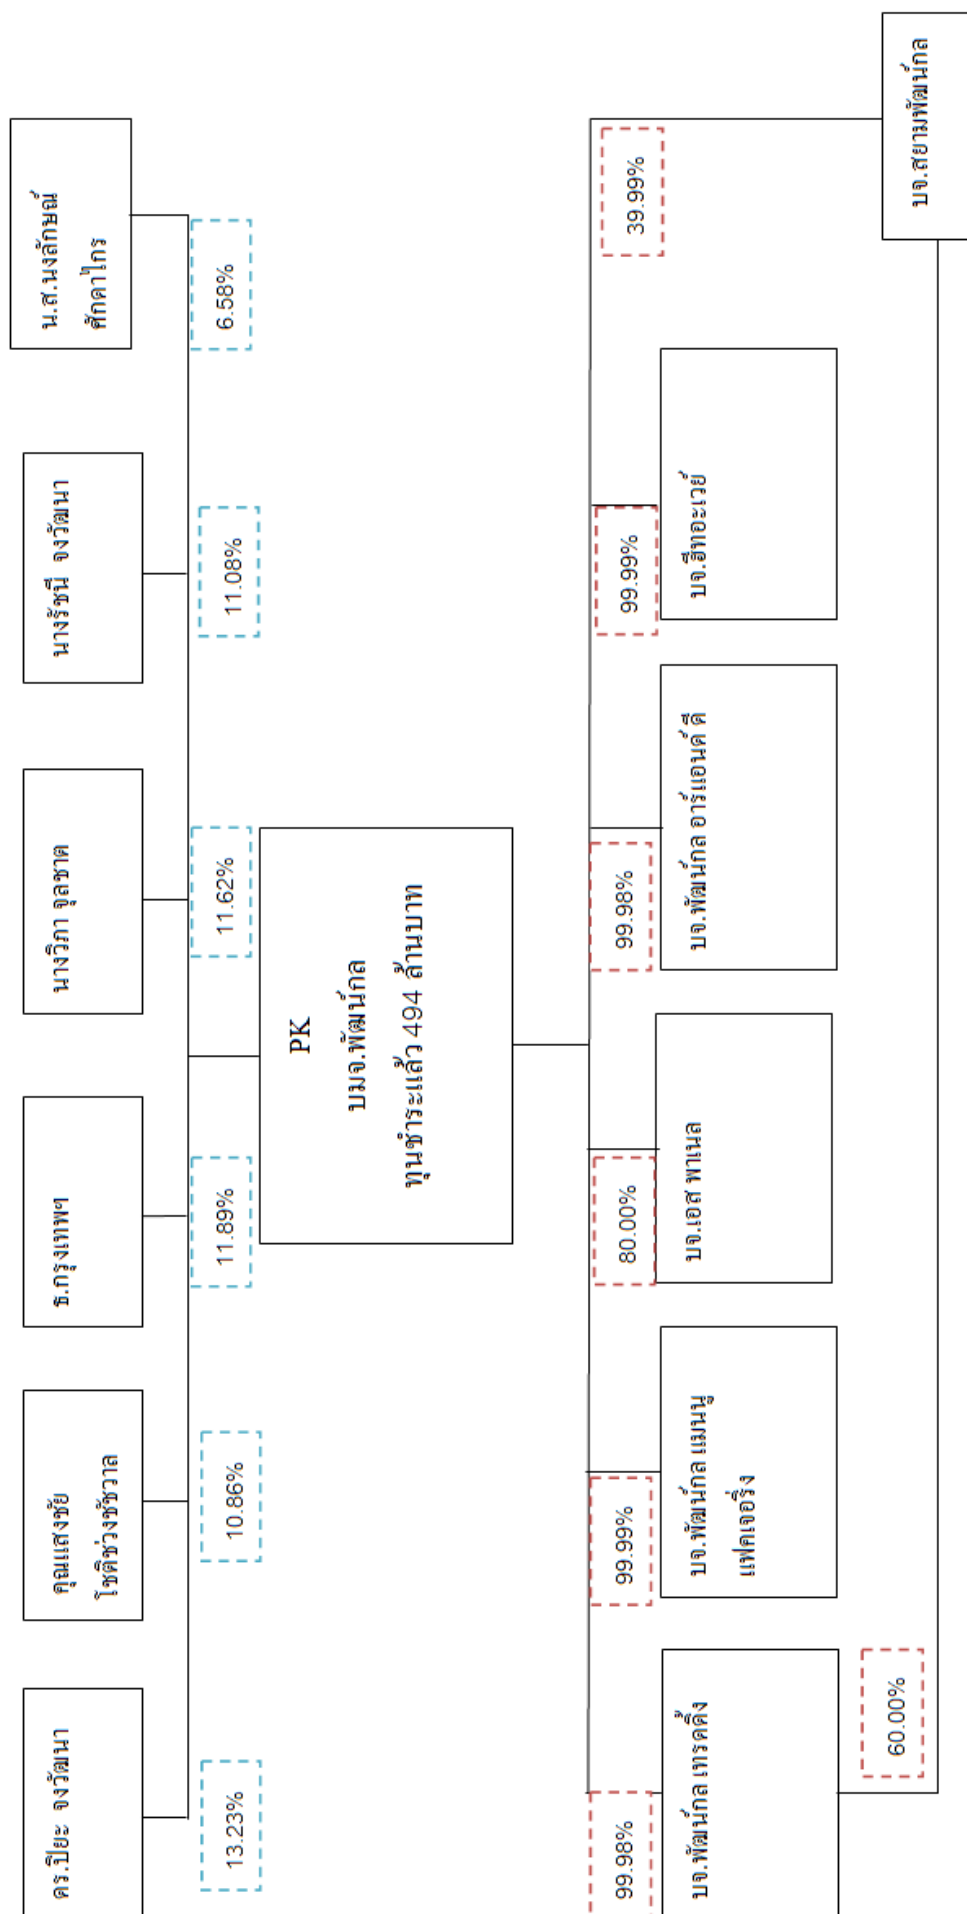 ดร.ปิยะ จงวัฒนา
คุณแสงชัย
โชติช่วงชัชวาล
ธ.กรุงเทพฯ
นางวิภา จุลชาต
นางรัชนี จงวัฒนา
น.ส.นงลักษณ์
ศักดาไกร
13.23%
10.86%
11.89%
11.62%
11.08%
6.58%
PK
บมจ.พัฒน์กล
ทุนชำระแล้ว 494 ล้านบาท
99.98%
99.99%
80.00%
99.98%
99.99%
39.99%
บจ.พัฒน์กล เทรดดิ้ง
บจ.พัฒน์กล แมนนู
แฟคเจอริ่ง
บจ.เอส พาเนล
บจ.พัฒน์กล อาร์แอนด์ ดี
บจ.ฮีทอะเวย์
60.00%
บจ.สยามพัฒน์กล